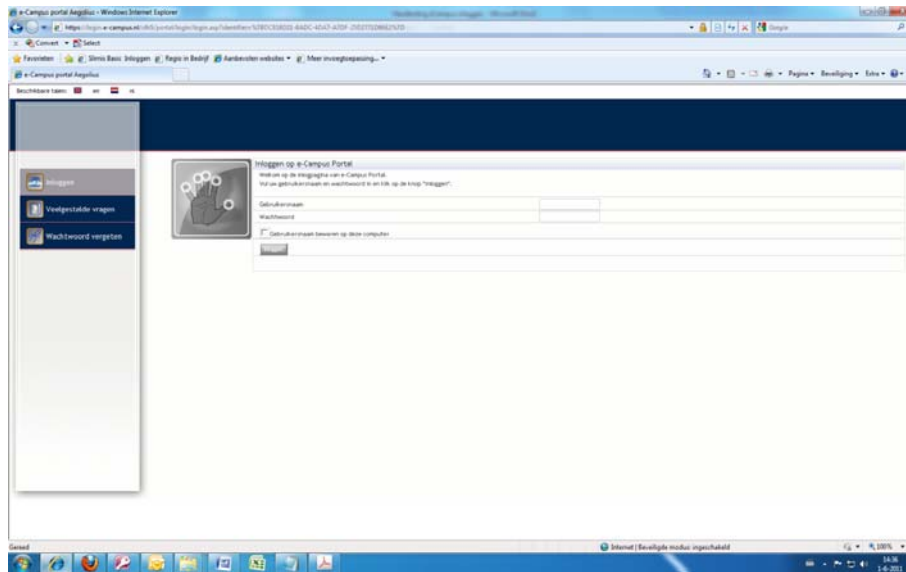 e-Campus portal Aegolius - Windows Internet Explorer
Convert Select
Favorieten Slimis Basic Inloggen Regio in Bedrijf Aanbevolen websites Meer invoegtoepassing...
e-Campus portal Aegolius
Pagina Beveiliging Extra
Beschikbare talen: en nl
Inloggen
Veelgestelde vragen
Wachtwoord vergeten
Inloggen op e-Campus Portal
Welkom op de inlogpagina van e-Campus Portal.
Vul uw gebruikersnaam en wachtwoord in en klik op de knop "Inloggen".
Gebruikersnaam
Wachtwoord
Gebruikersnaam bewaren op deze computer
Inloggen
Gereed
Internet | Beveiligde modus: ingeschakeld
100%
14:36
1-6-2011